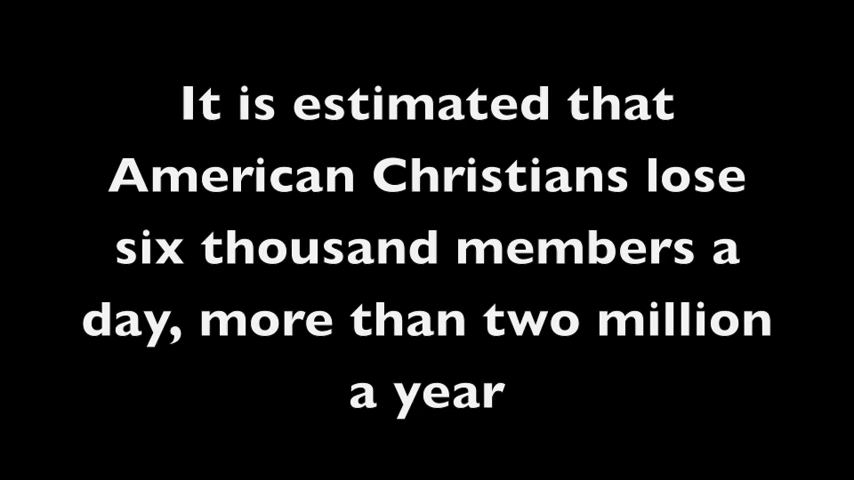 It is estimated that
American Christians lose
six thousand members a
day, more than two million
a year